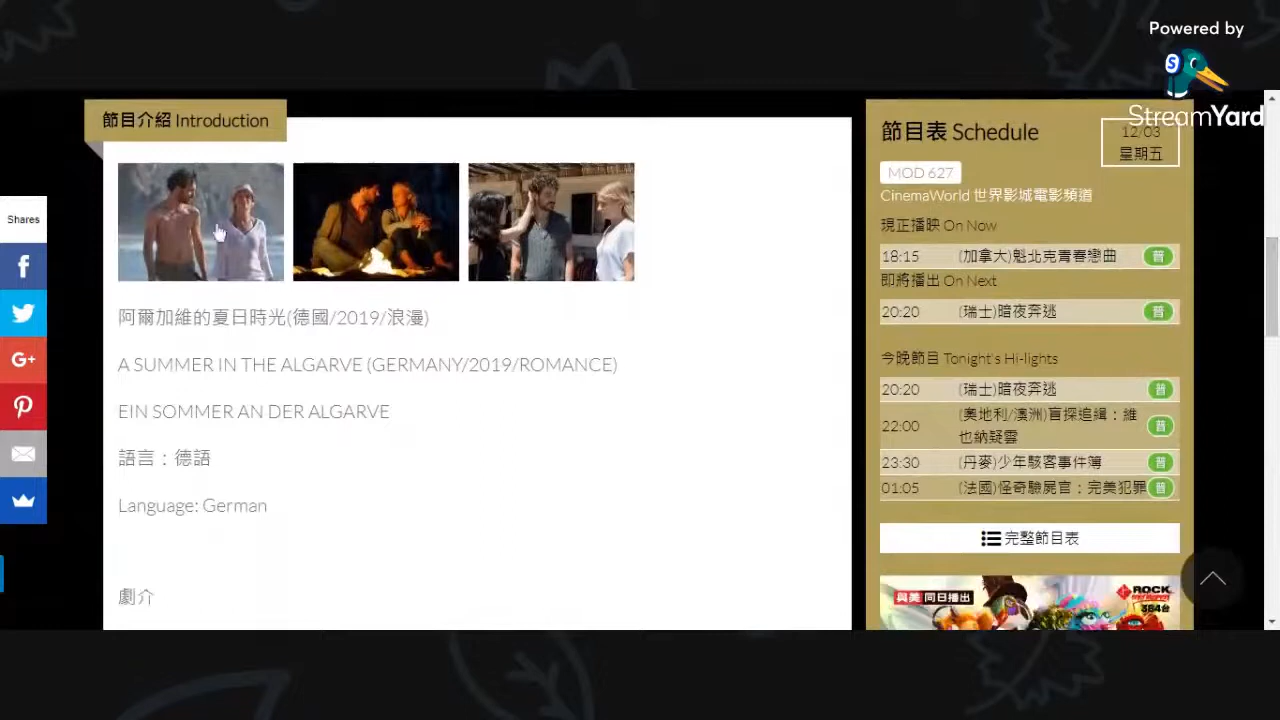 Powered by
StreamYard
節目介紹 Introduction
Shares
阿爾加維的夏日時光(德國/2019/浪漫)
A SUMMER IN THE ALGARVE (GERMANY/2019/ROMANCE)
EIN SOMMER AN DER ALGARVE
語言：德語
Language: German
劇介
節目表 Schedule
12/03
星期五
MOD 627
CinemaWorld 世界影城電影頻道
現正播映 On Now
18:15 (加拿大)魁北克青春戀曲 普
即將播出 On Next
20:20 (瑞士)暗夜奔逃 普
今晚節目 Tonight's Hi-lights
20:20 (瑞士)暗夜奔逃 普
22:00 (奧地利/澳洲)盲探追緝：維
也納疑雲 普
23:30 (丹麥)少年駭客事件簿 普
01:05 (法國)怪奇驗屍官：完美犯罪 普
完整節目表
與美同日播出
ROCK
364台